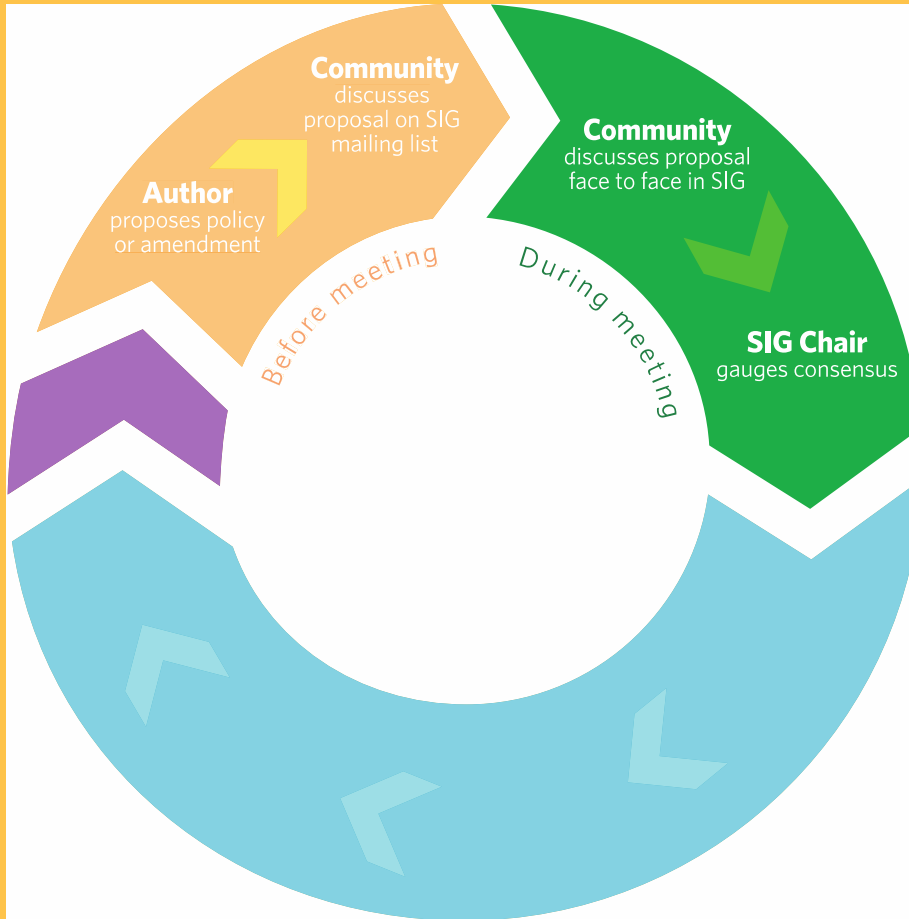 Community
discusses
proposal on SIG
mailing list
Author
proposes policy
or amendment
Before meeting
Community
discusses proposal
face to face in SIG
During meeting
SIG Chair
gauges consensus